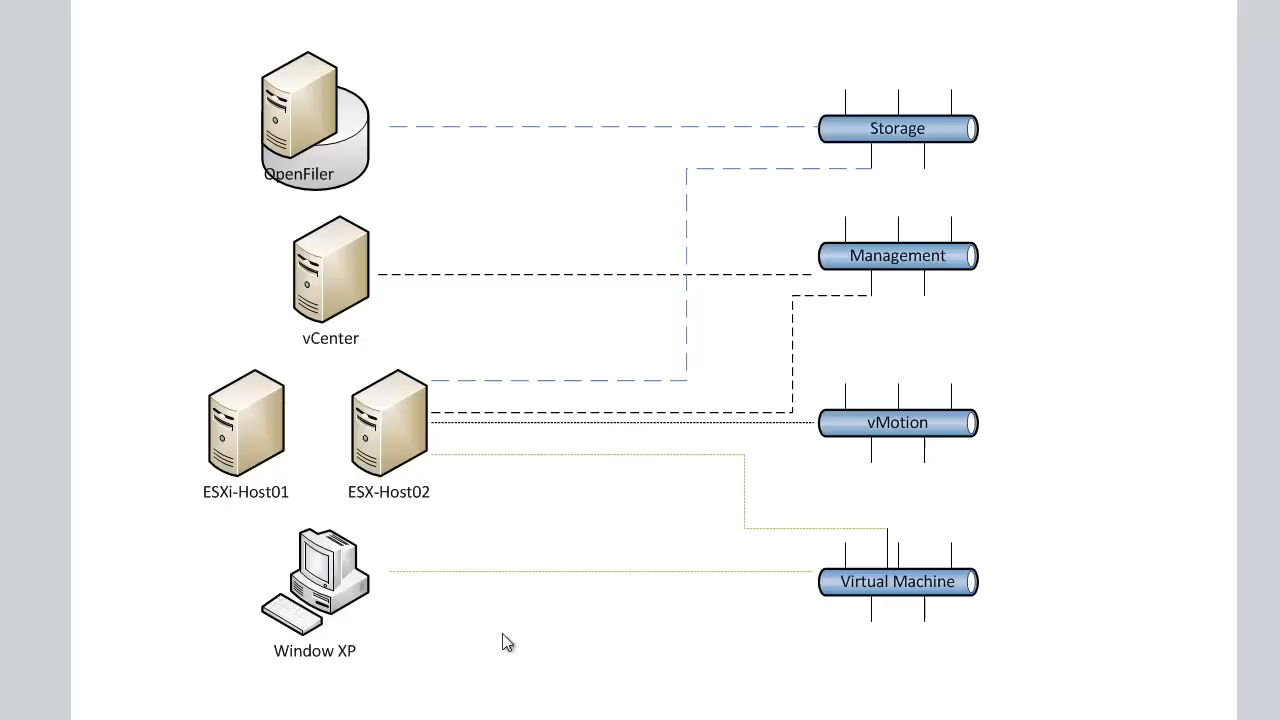 OpenFiler
Storage
vCenter
Management
ESXi-Host01
ESX-Host02
vMotion
Window XP
Virtual Machine